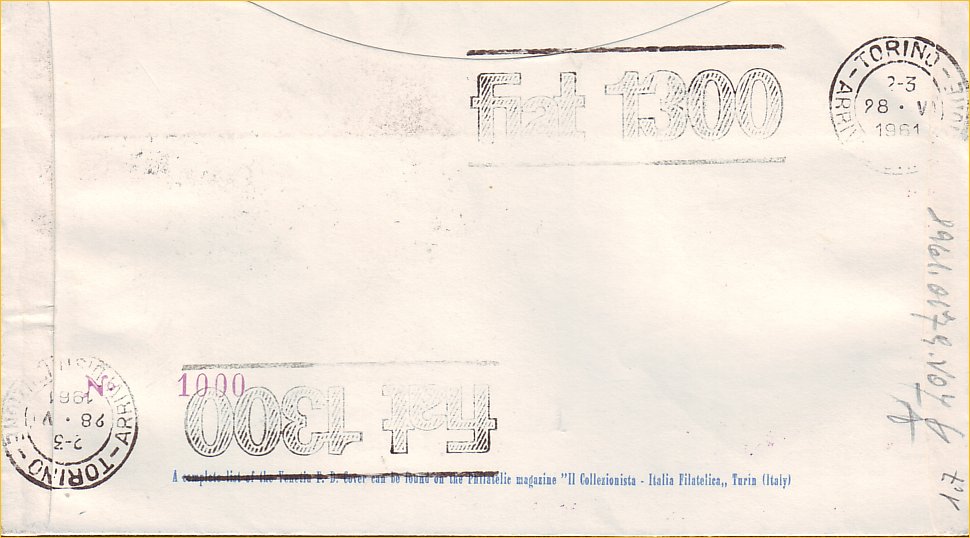 Fiat 1300
TORINO
2-3
28 · VI
1961
Fiat 1300
N° 1000
TORINO - ARRIVI
2-3
28 · VI
1961
A complete list of the Venetia F. D. Cover can be found on the Philatelic magazine "Il Collezionista - Italia Filatelica,, Turin (Italy)